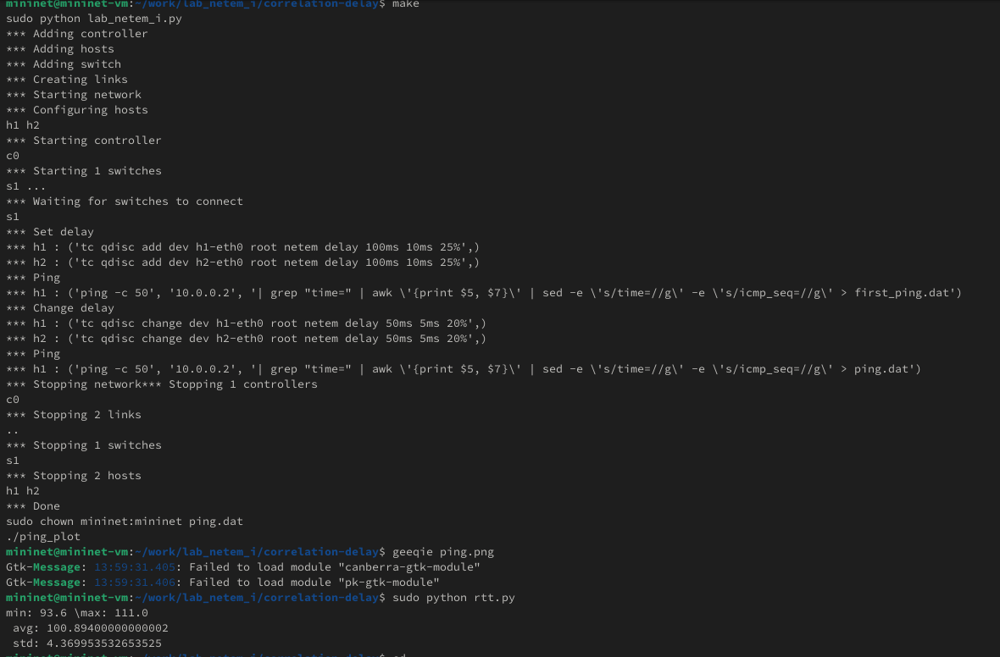 mininet@mininet-vm:~/work/lab_netem_i/correlation-delay$ make
sudo python lab_netem_i.py
*** Adding controller
*** Adding hosts
*** Adding switch
*** Creating links
*** Starting network
*** Configuring hosts
h1 h2
*** Starting controller
c0
*** Starting 1 switches
s1 ...
*** Waiting for switches to connect
s1
*** Set delay
*** h1 : ('tc qdisc add dev h1-eth0 root netem delay 100ms 10ms 25%',)
*** h2 : ('tc qdisc add dev h2-eth0 root netem delay 100ms 10ms 25%',)
*** Ping
*** h1 : ('ping -c 50', '10.0.0.2', '| grep "time=" | awk \'{print $5, $7}\' | sed -e \'s/time=//g\' -e \'s/icmp_seq=//g\' > first_ping.dat')
*** Change delay
*** h1 : ('tc qdisc change dev h1-eth0 root netem delay 50ms 5ms 20%',)
*** h2 : ('tc qdisc change dev h2-eth0 root netem delay 50ms 5ms 20%',)
*** Ping
*** h1 : ('ping -c 50', '10.0.0.2', '| grep "time=" | awk \'{print $5, $7}\' | sed -e \'s/time=//g\' -e \'s/icmp_seq=//g\' > ping.dat')
*** Stopping network*** Stopping 1 controllers
c0
*** Stopping 2 links
..
*** Stopping 1 switches
s1
*** Stopping 2 hosts
h1 h2
*** Done
sudo chown mininet:mininet ping.dat
./ping_plot
mininet@mininet-vm:~/work/lab_netem_i/correlation-delay$ geeqie ping.png
Gtk-Message: 13:59:31.405: Failed to load module "canberra-gtk-module"
Gtk-Message: 13:59:31.406: Failed to load module "pk-gtk-module"
mininet@mininet-vm:~/work/lab_netem_i/correlation-delay$ sudo python rtt.py
min: 93.6 \max: 111.0
 avg: 100.89400000000002
 std: 4.369953532653525